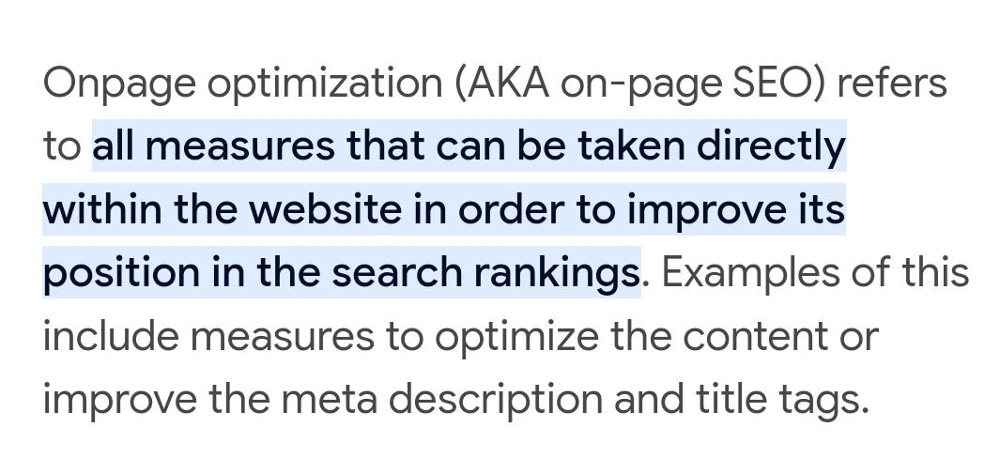 Onpage optimization (AKA on-page SEO) refers
to all measures that can be taken directly
within the website in order to improve its
position in the search rankings. Examples of this
include measures to optimize the content or
improve the meta description and title tags.